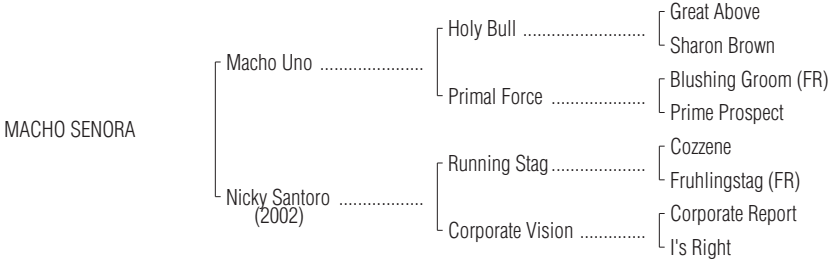 Great Above
Holy Bull ..........................
Sharon Brown
Macho Uno ......................
Blushing Groom (FR)
Primal Force ....................
Prime Prospect
MACHO SENORA
Cozzene
Running Stag ....................
Fruhlingstag (FR)
Nicky Santoro ..................
(2002)
Corporate Report
Corporate Vision ..............
I's Right